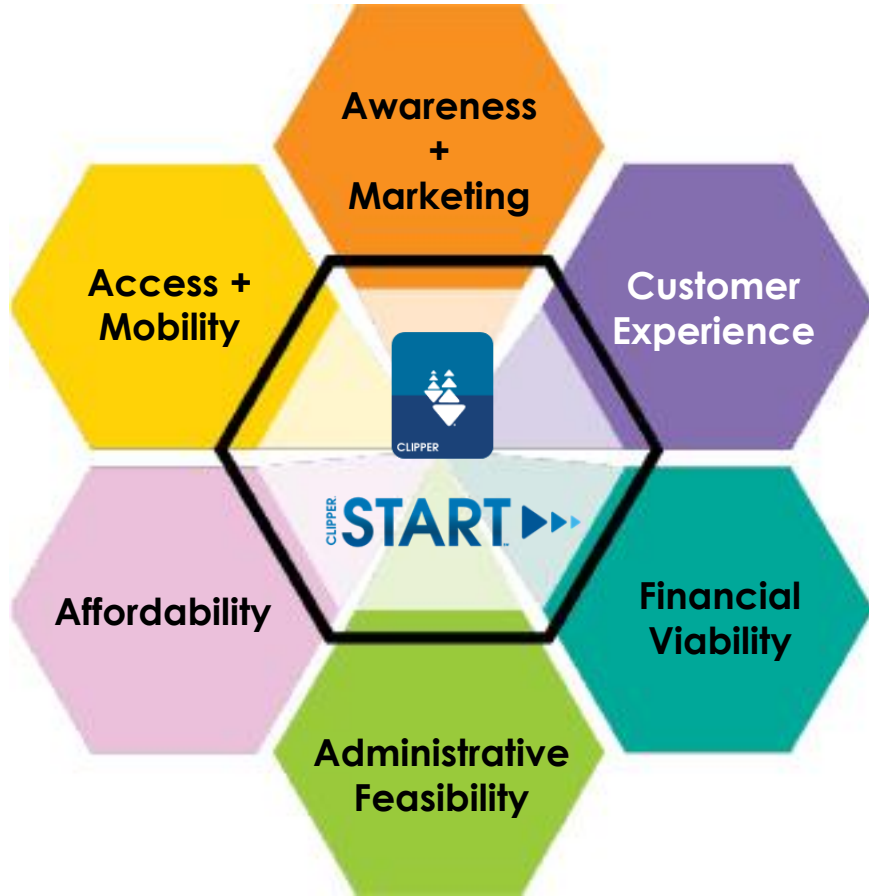 Awareness
+
Marketing
Access +
Mobility
Customer
Experience
CLIPPER
CLIPPER
START
Affordability
Financial
Viability
Administrative
Feasibility